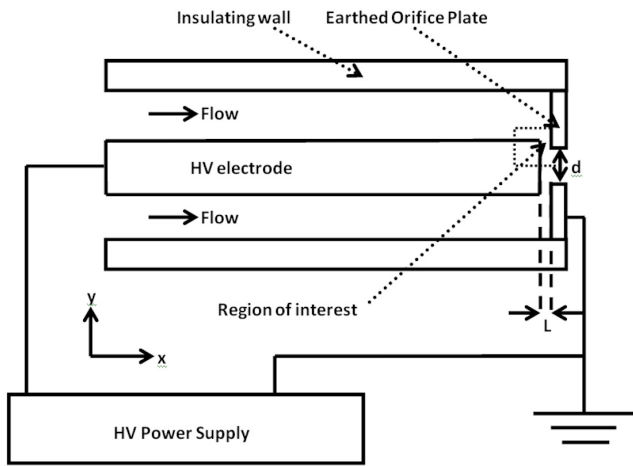 Insulating wall
Earthed Orifice Plate
Flow
HV electrode
d
Flow
Region of interest
y
L
x
HV Power Supply